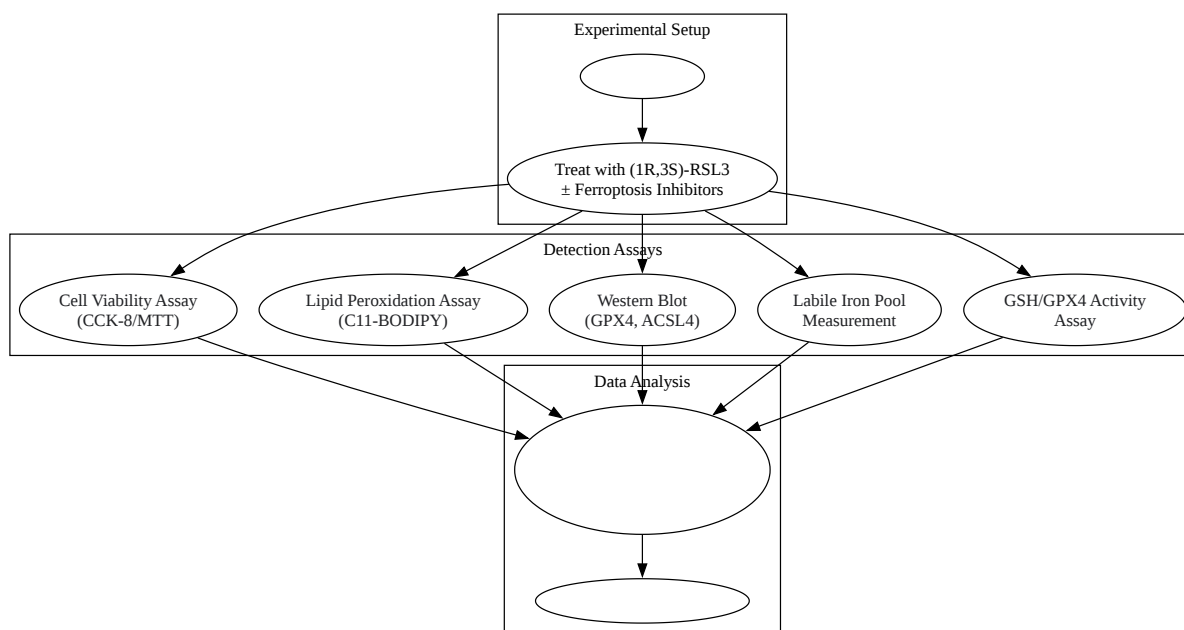 Experimental Setup
Treat with (1R,3S)-RSL3
± Ferroptosis Inhibitors
Detection Assays
Cell Viability Assay
(CCK-8/MTT)
Lipid Peroxidation Assay
(C11-BODIPY)
Western Blot
(GPX4, ACSL4)
Labile Iron Pool
Measurement
GSH/GPX4 Activity
Assay
Data Analysis